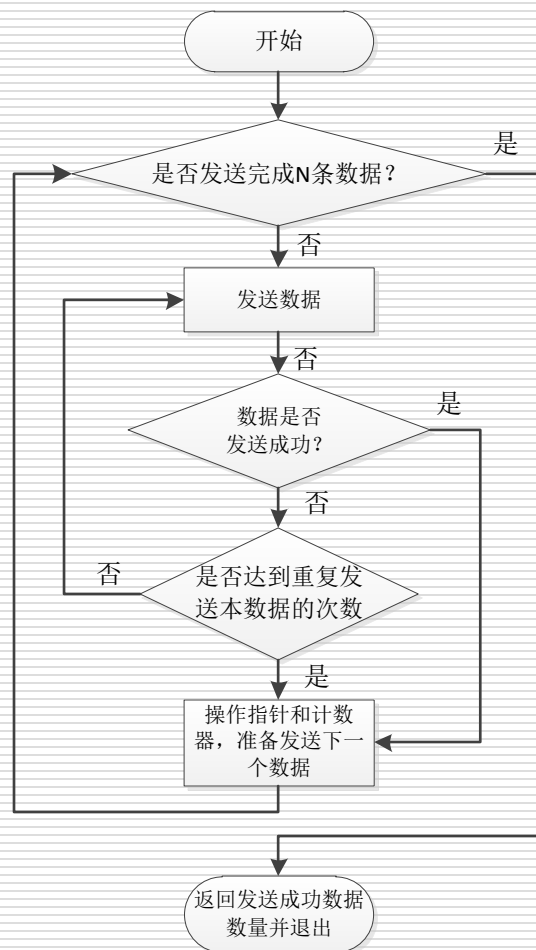 开始
是
是否发送完成N条数据？
否
发送数据
否
是
数据是否
发送成功？
否
否
是否达到重复发
送本数据的次数
是
操作指针和计数
器，准备发送下一
个数据
返回发送成功数据
数量并退出